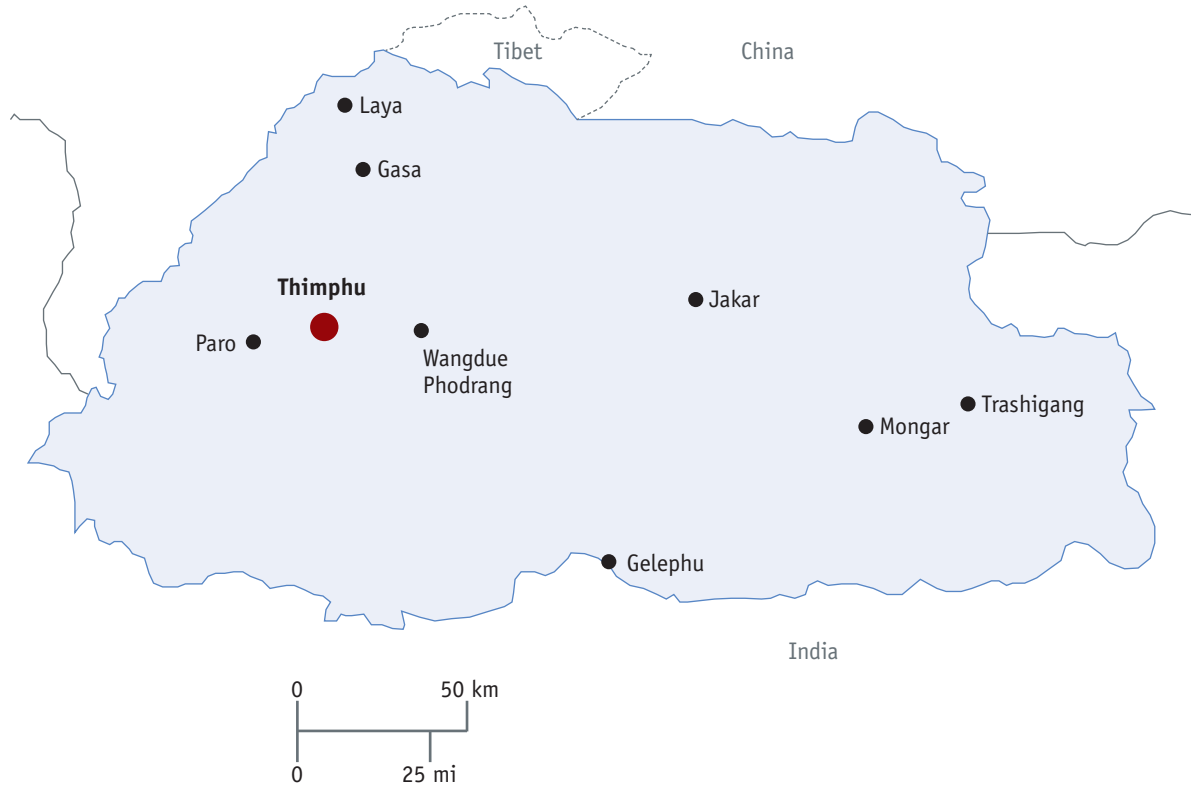 Tibet
China
Laya
Gasa
Thimphu
Jakar
Paro
Wangdue
Phodrang
Trashigang
Mongar
Gelephu
India
0
50 km
0
25 mi